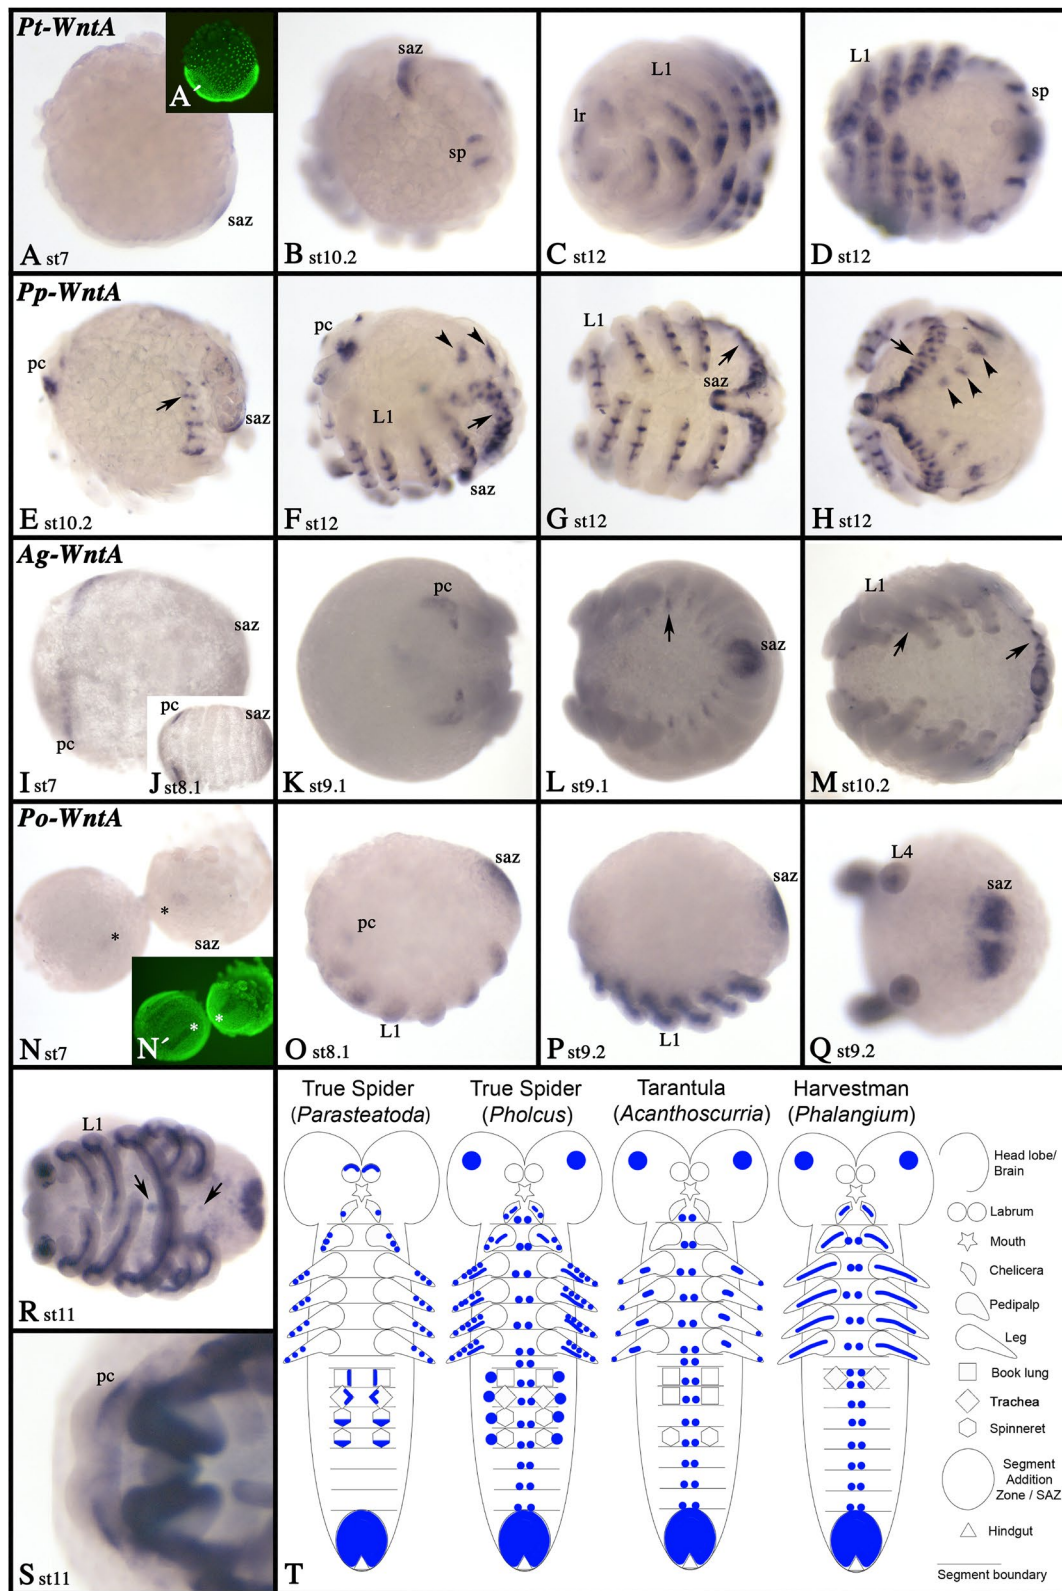 Pt-WntA
A´
saz
A st7
saz
sp
B st10.2
L1
lr
C st12
L1
sp
D st12
Pp-WntA
pc
saz
E st10.2
pc
L1
saz
F st12
L1
saz
G st12
H st12
Ag-WntA
saz
pc
I st7
pc
saz
J st8.1
pc
K st9.1
saz
L st9.1
L1
M st10.2
Po-WntA
*
*
saz
N st7
*
*
N´
saz
pc
L1
O st8.1
saz
L1
P st9.2
L4
saz
Q st9.2
L1
R st11
pc
S st11
True Spider
(Parasteatoda)
True Spider
(Pholcus)
Tarantula
(Acanthoscurria)
Harvestman
(Phalangium)
Head lobe/
Brain
Labrum
Mouth
Chelicera
Pedipalp
Leg
Book lung
Trachea
Spinneret
Segment
Addition
Zone / SAZ
Hindgut
Segment boundary
T